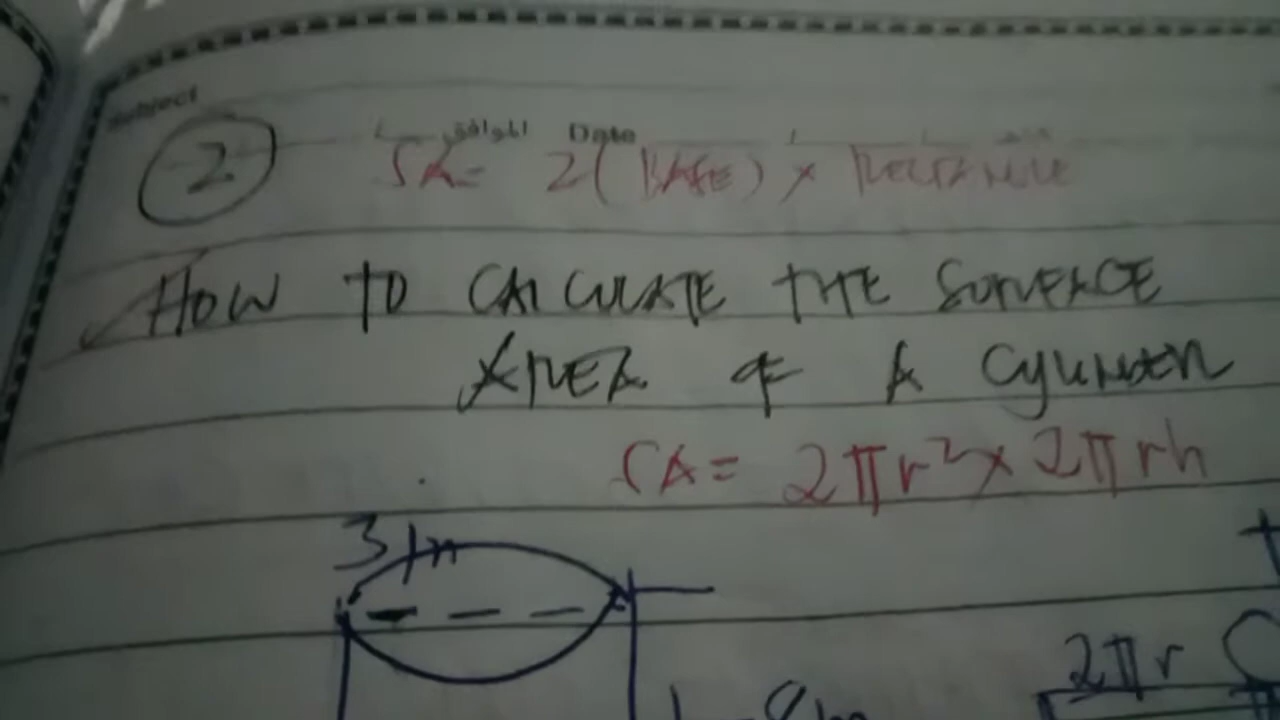 Subject
الموافق Date
2 SA= 2(BASE) × RECTANGLE
HOW TO CALCULATE THE SURFACE
AREA OF A CYLINDER
SA= 2πr²× 2πrh
3m
2πr